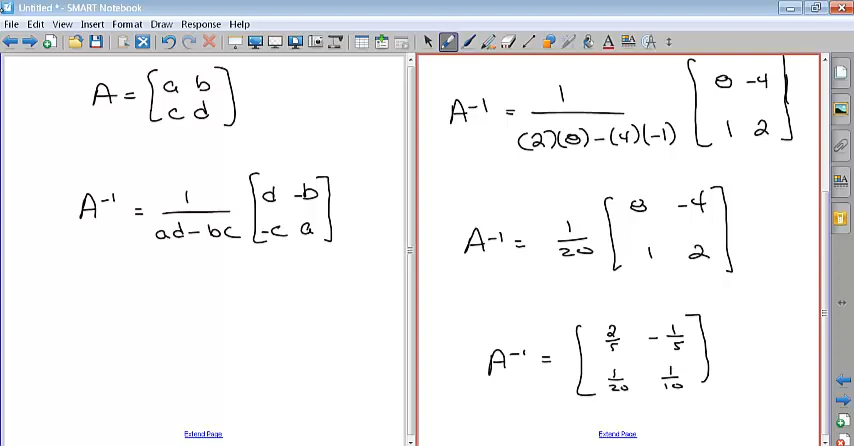 Untitled * - SMART Notebook
File Edit View Insert Format Draw Response Help
A = [a b
c d]
A⁻¹ = 1/(ad - bc) [d -b
-c a]
Extend Page
A⁻¹ = 1/((2)(8) - (4)(-1)) [8 -4
1 2]
A⁻¹ = 1/20 [8 -4
1 2]
A⁻¹ = [2/5 -1/5
1/20 1/10]
Extend Page